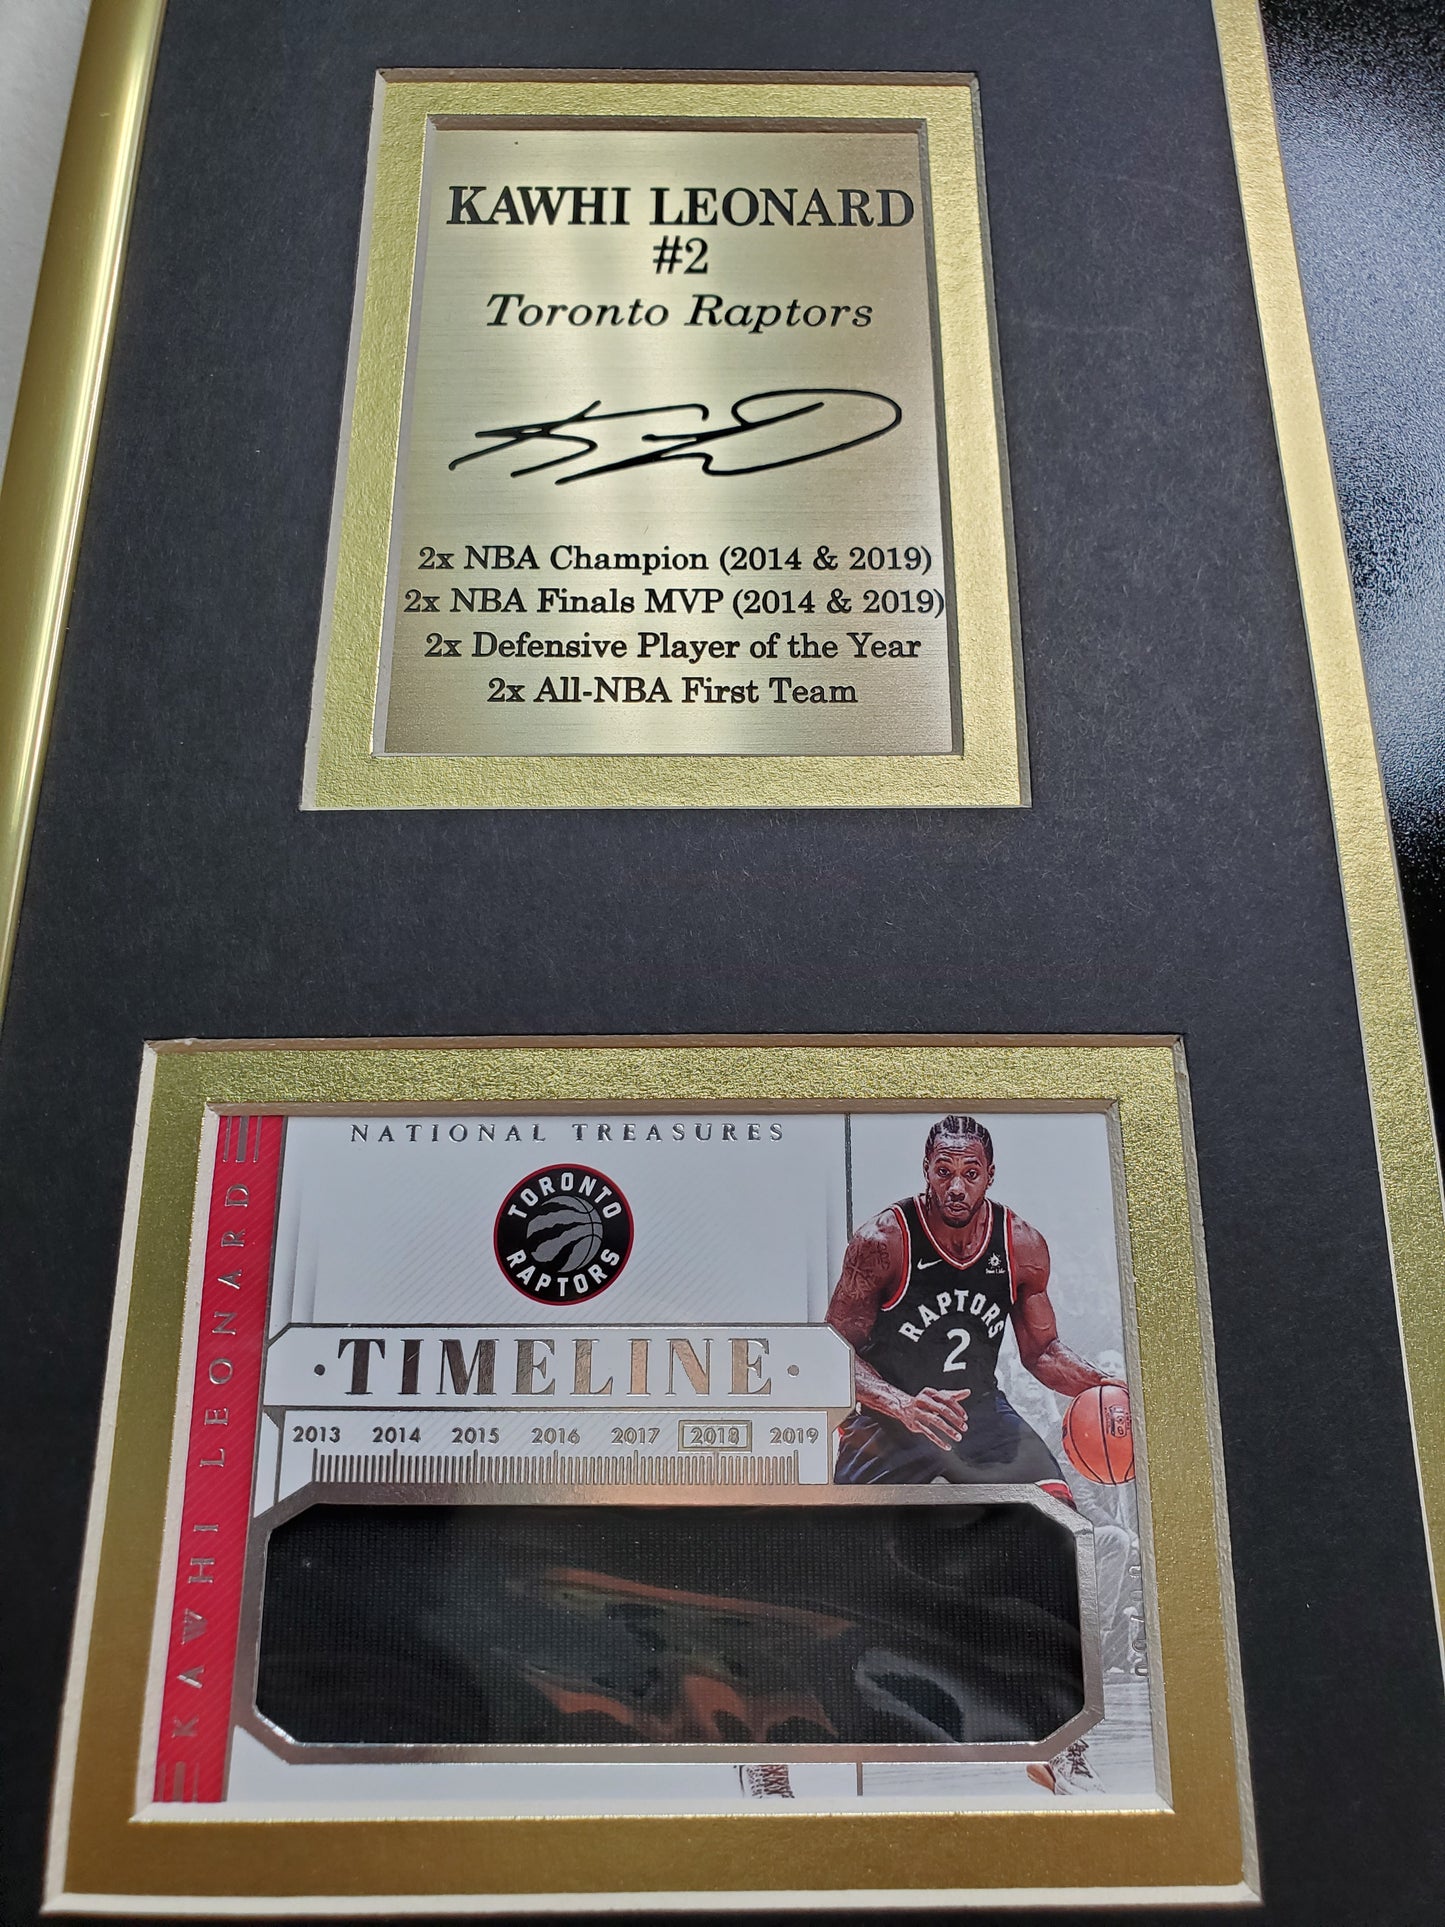 KAWHI LEONARD
#2
Toronto Raptors
2x NBA Champion (2014 & 2019)
2x NBA Finals MVP (2014 & 2019)
2x Defensive Player of the Year
2x All-NBA First Team
NATIONAL TREASURES
TORONTO
RAPTORS
KAWHI LEONARD
·TIMELINE·
2013 2014 2015 2016 2017 2018 2019
RAPTORS
2